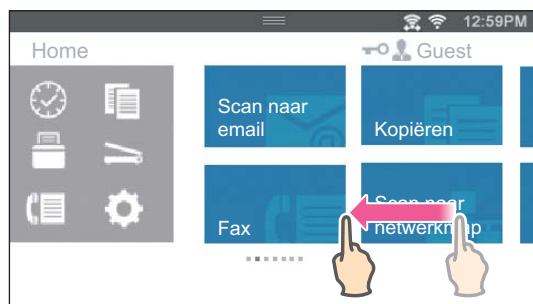 12:59PM
Home
Guest
Scan naar
email
Kopiëren
Fax
Scan naar
netwerkmap